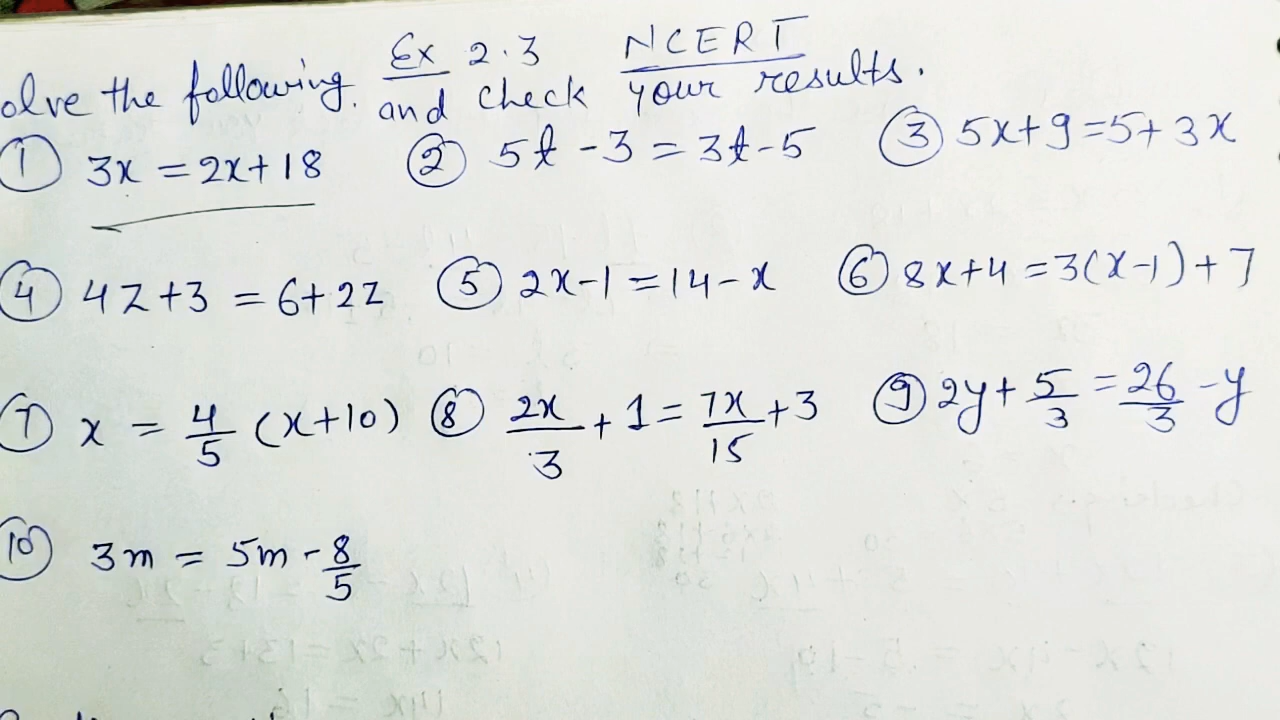 Ex 2.3 NCERT
olve the following. and check your results.
① 3x = 2x+18 ② 5t - 3 = 3t - 5 ③ 5x+9 = 5+3x
④ 4z+3 = 6+2z ⑤ 2x-1 = 14-x ⑥ 8x+4 = 3(x-1)+7
⑦ x = 4/5 (x+10) ⑧ 2x/3 + 1 = 7x/15 + 3 ⑨ 2y + 5/3 = 26/3 - y
⑩ 3m = 5m - 8/5